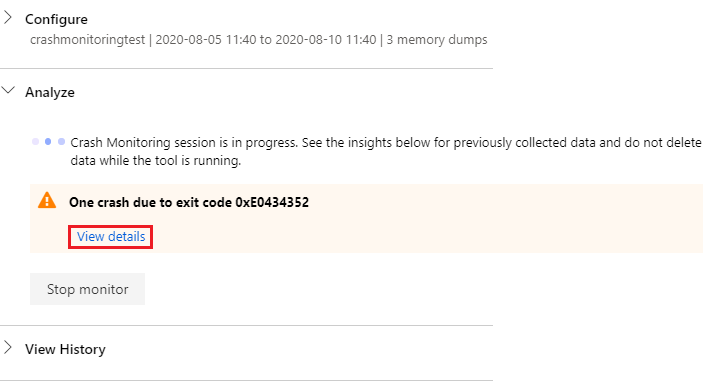 Configure
crashmonitoringtest | 2020-08-05 11:40 to 2020-08-10 11:40 | 3 memory dumps
Analyze
Crash Monitoring session is in progress. See the insights below for previously collected data and do not delete
data while the tool is running.
One crash due to exit code 0xE0434352
View details
Stop monitor
View History